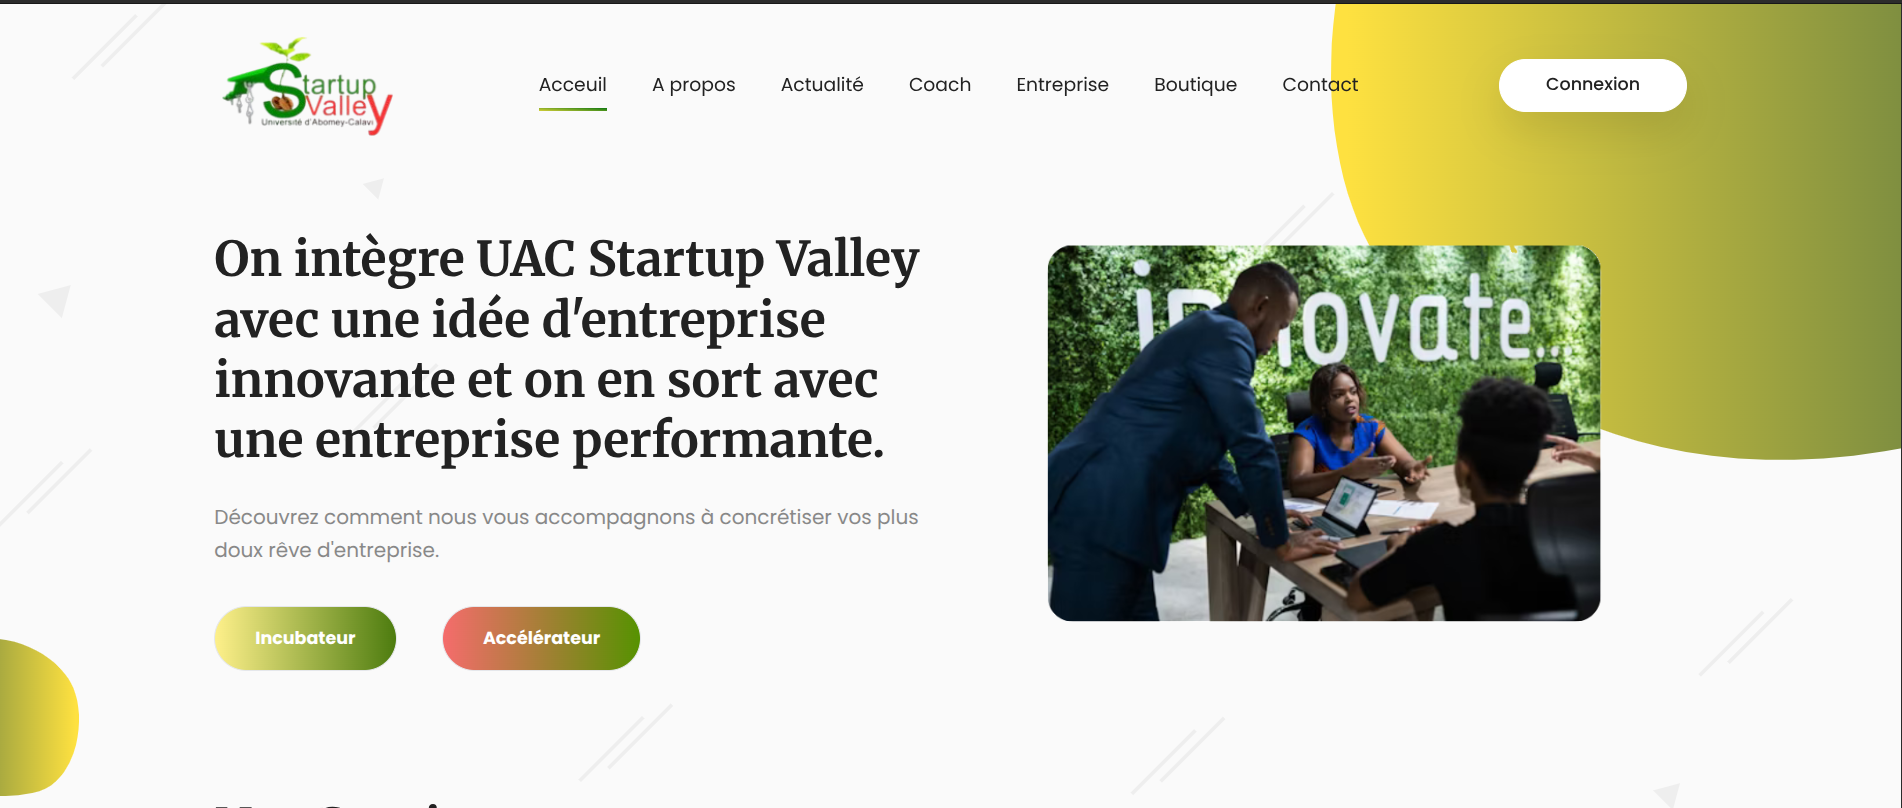 Startup
Valley
Université d'Abomey-Calavi
Acceuil
A propos
Actualité
Coach
Entreprise
Boutique
Contact
Connexion
On intègre UAC Startup Valley
avec une idée d'entreprise
innovante et on en sort avec
une entreprise performante.
Découvrez comment nous vous accompagnons à concrétiser vos plus
doux rêve d'entreprise.
Incubateur
Accélérateur